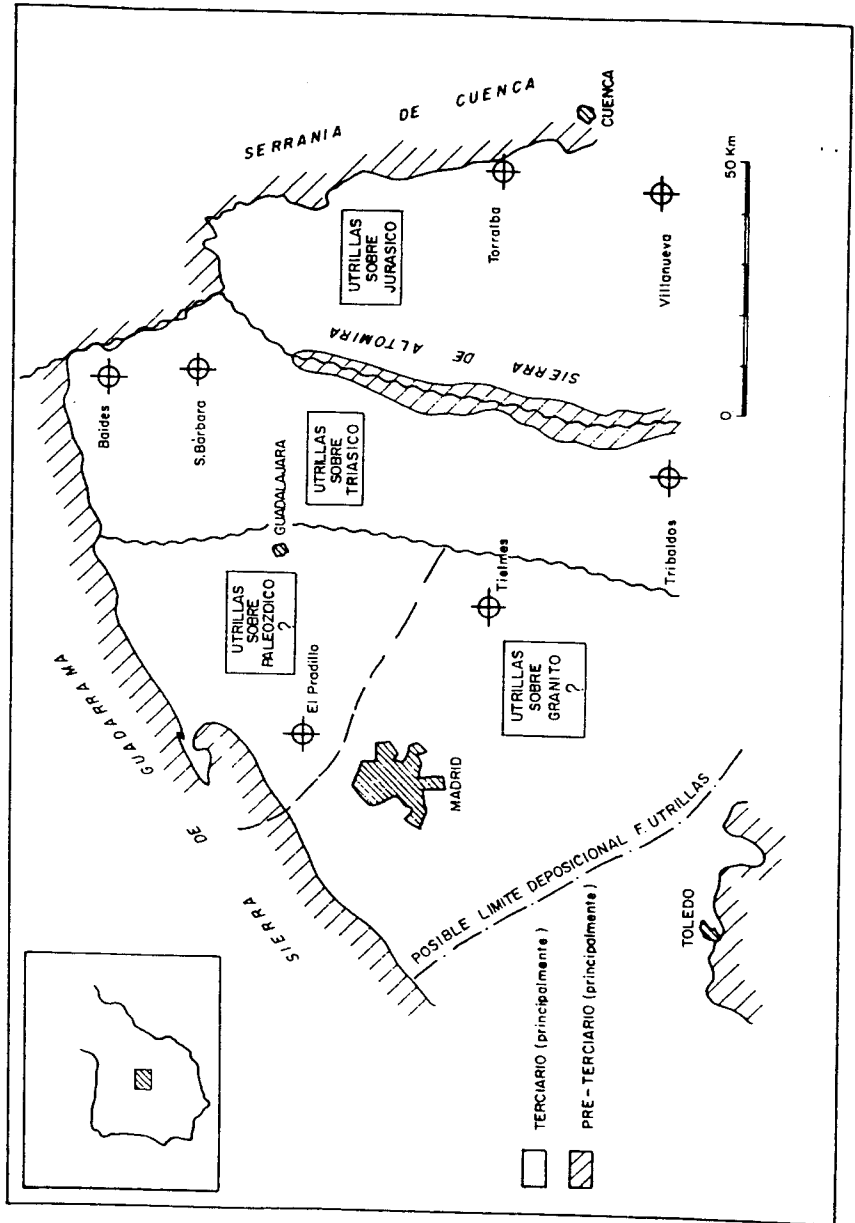 SIERRA
DE
GUADARRAMA
SERRANIA DE CUENCA
CUENCA
Baides
S. Bárbara
UTRILLAS
SOBRE
JURASICO
Torralba
Villanueva
SIERRA DE ALTOMIRA
UTRILLAS
SOBRE
TRIASICO
GUADALAJARA
UTRILLAS
SOBRE
PALEOZOICO
?
El Pradillo
Tielmes
Tribaldos
UTRILLAS
SOBRE
GRANITO
?
MADRID
POSIBLE LIMITE DEPOSICIONAL F. UTRILLAS
TOLEDO
0 50 Km
TERCIARIO (principalmente)
PRE-TERCIARIO (principalmente)